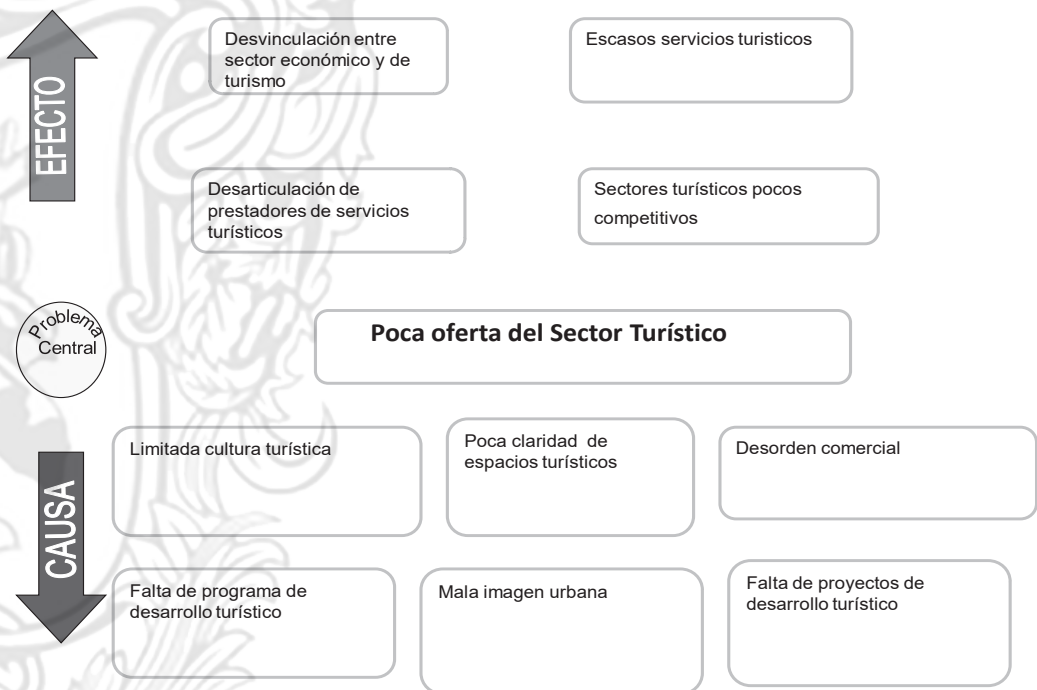 EFECTO
Desvinculación entre
sector económico y de
turismo
Escasos servicios turisticos
Desarticulación de
prestadores de servicios
turísticos
Sectores turísticos pocos
competitivos
Problema
Central
Poca oferta del Sector Turístico
CAUSA
Limitada cultura turística
Poca claridad de
espacios turísticos
Desorden comercial
Falta de programa de
desarrollo turístico
Mala imagen urbana
Falta de proyectos de
desarrollo turístico